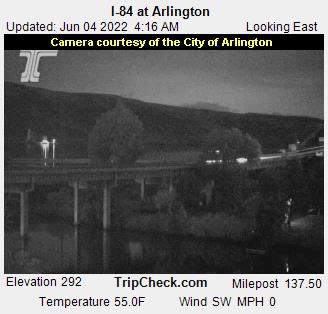 I-84 at Arlington
Updated: Jun 04 2022 4:16 AM Looking East
Camera courtesy of the City of Arlington
Elevation 292 TripCheck.com Milepost 137.50
Temperature 55.0F Wind SW MPH 0